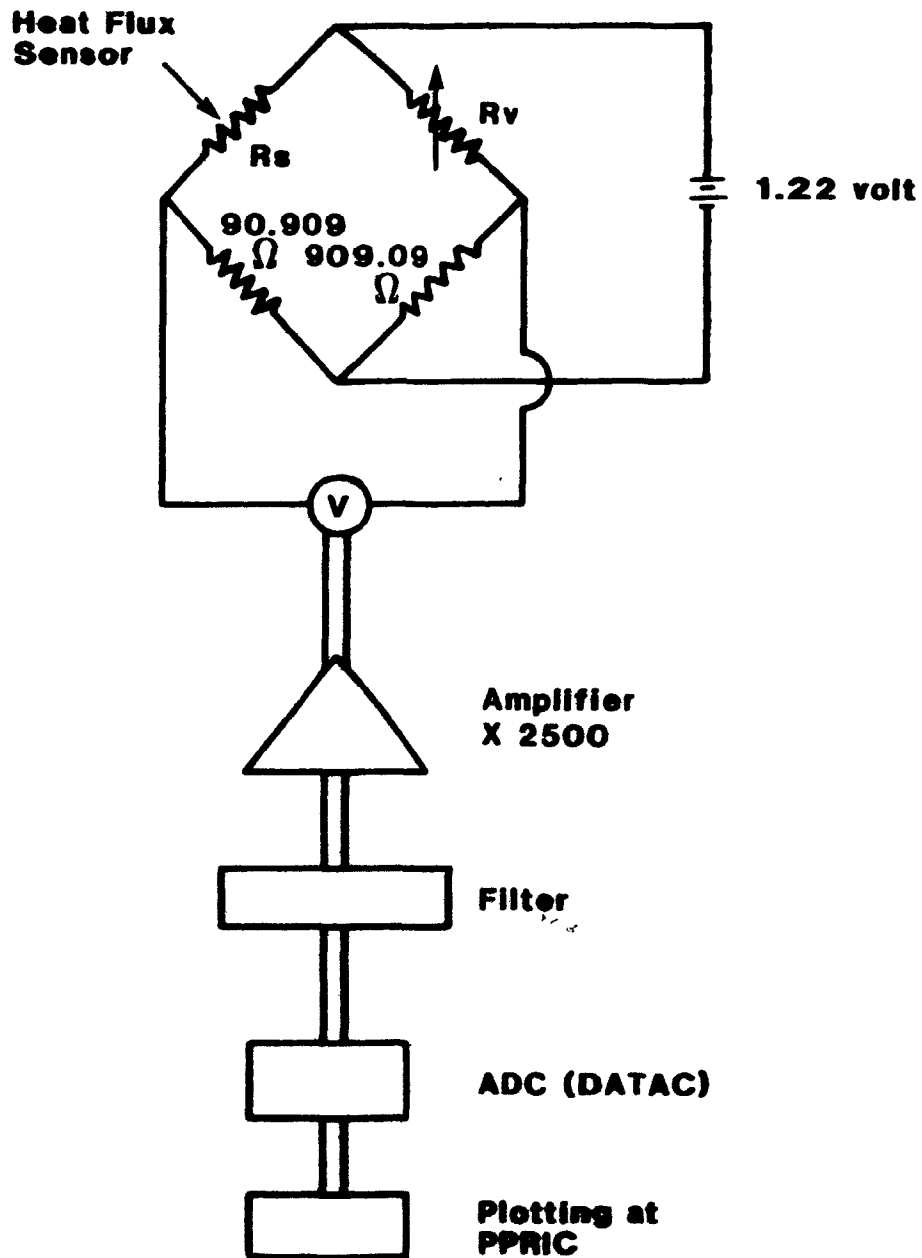 Heat Flux
Sensor
Rs
Rv
1.22 volt
90.909
Ω
909.09
Ω
V
Amplifier
X 2500
Filter
ADC (DATAC)
Plotting at
PPRIC